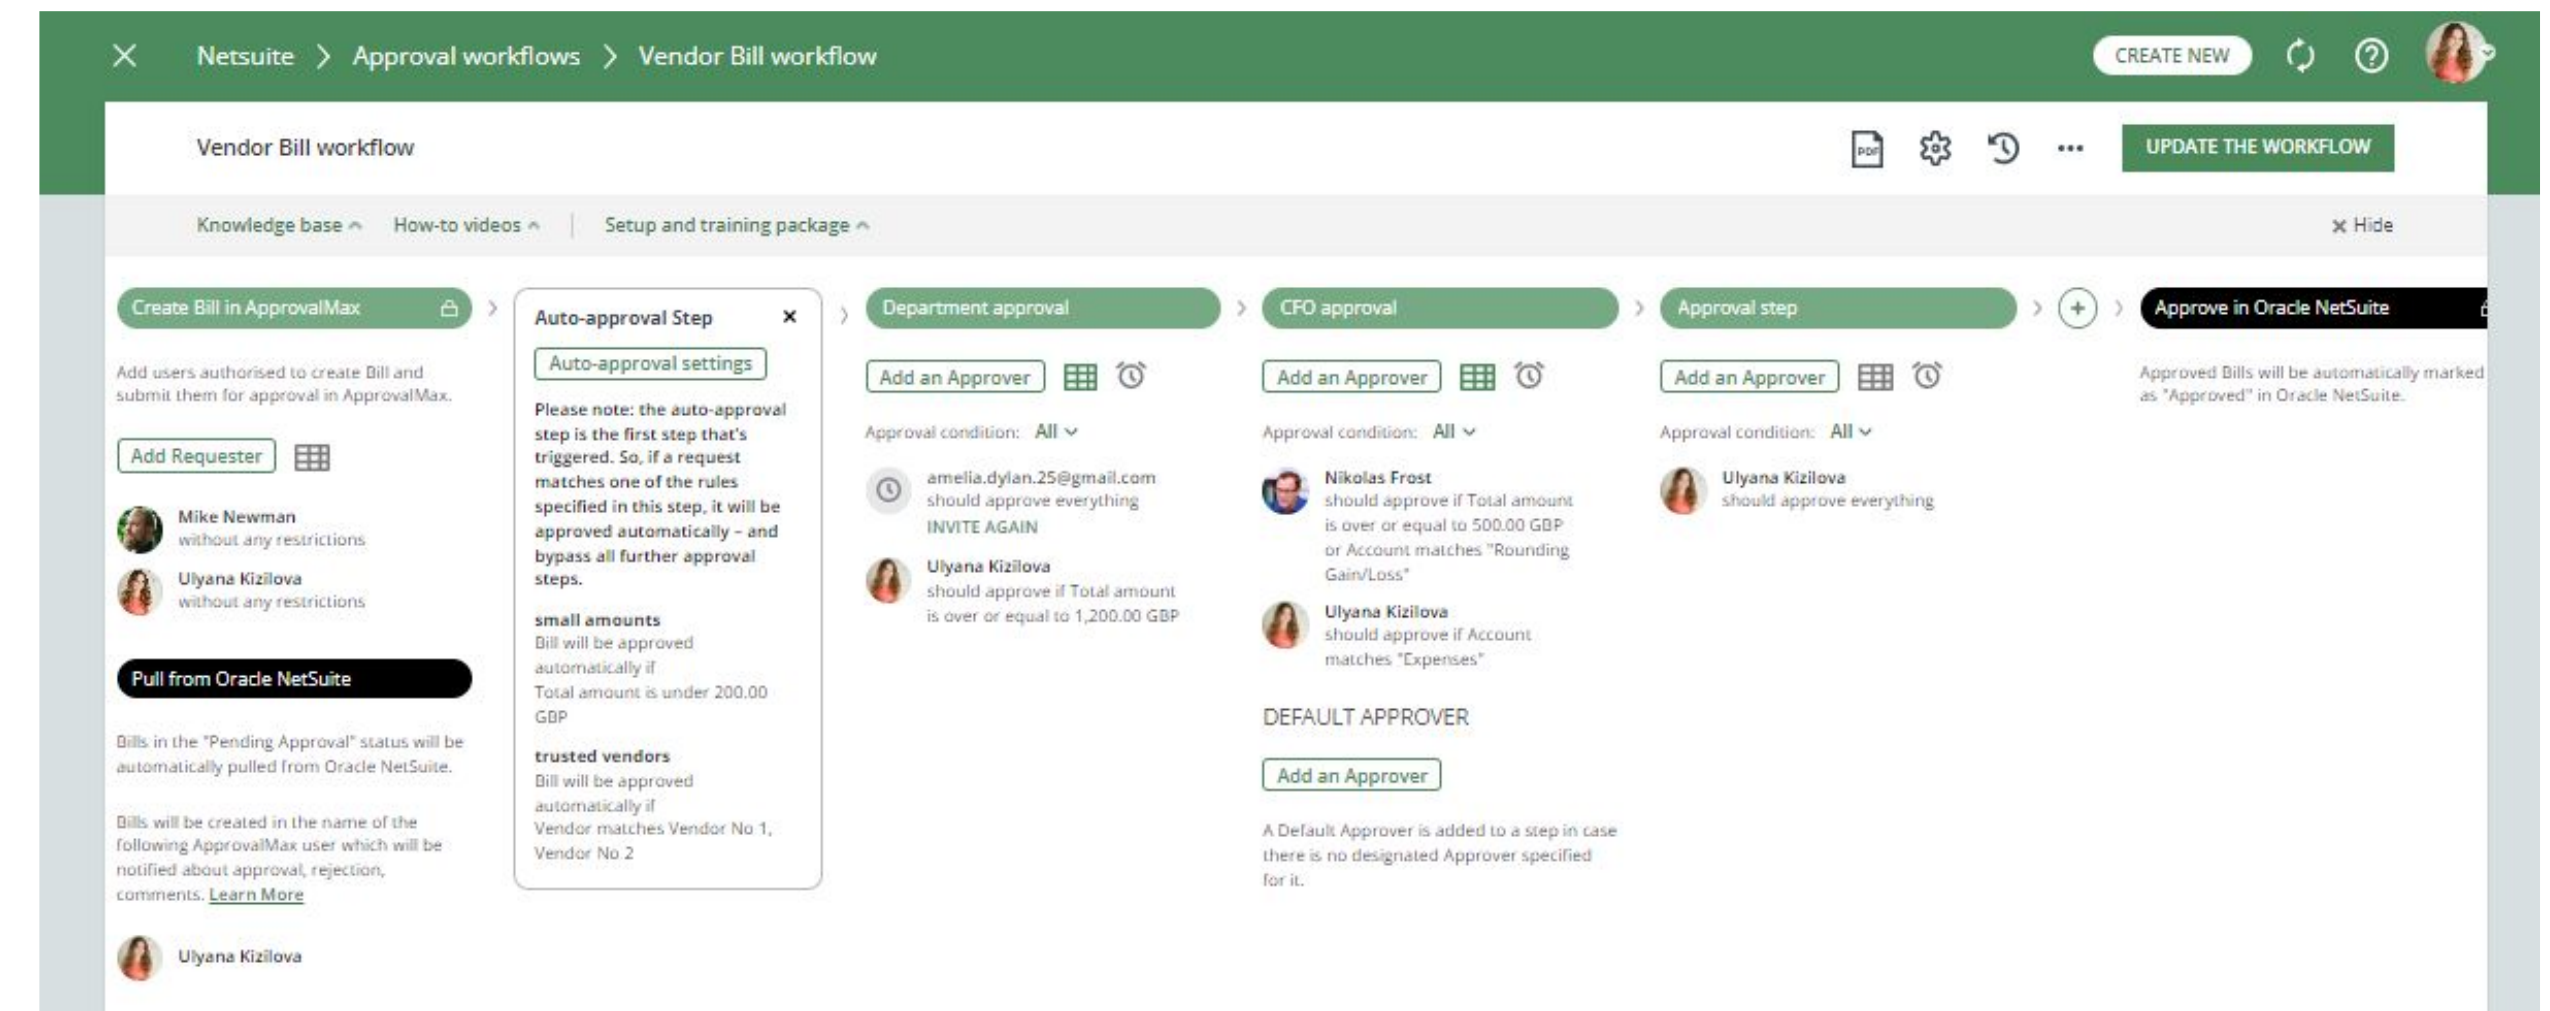 Netsuite > Approval workflows > Vendor Bill workflow
CREATE NEW
Vendor Bill workflow
PDF
UPDATE THE WORKFLOW
Knowledge base
How-to videos
Setup and training package
Hide
Create Bill in ApprovalMax
Add users authorised to create Bill and
submit them for approval in ApprovalMax.
Add Requester
Mike Newman
without any restrictions
Ulyana Kizilova
without any restrictions
Pull from Oracle NetSuite
Bills in the "Pending Approval" status will be
automatically pulled from Oracle NetSuite.
Bills will be created in the name of the
following ApprovalMax user which will be
notified about approval, rejection,
comments. Learn More
Ulyana Kizilova
Auto-approval Step
Auto-approval settings
Please note: the auto-approval
step is the first step that's
triggered. So, if a request
matches one of the rules
specified in this step, it will be
approved automatically – and
bypass all further approval
steps.
small amounts
Bill will be approved
automatically if
Total amount is under 200.00
GBP
trusted vendors
Bill will be approved
automatically if
Vendor matches Vendor No 1,
Vendor No 2
Department approval
Add an Approver
Approval condition: All
amelia.dylan.25@gmail.com
should approve everything
INVITE AGAIN
Ulyana Kizilova
should approve if Total amount
is over or equal to 1,200.00 GBP
CFO approval
Add an Approver
Approval condition: All
Nikolas Frost
should approve if Total amount
is over or equal to 500.00 GBP
or Account matches "Rounding
Gain/Loss"
Ulyana Kizilova
should approve if Account
matches "Expenses"
DEFAULT APPROVER
Add an Approver
A Default Approver is added to a step in case
there is no designated Approver specified
for it.
Approval step
Add an Approver
Approval condition: All
Ulyana Kizilova
should approve everything
Approve in Oracle NetSuite
Approved Bills will be automatically marked
as "Approved" in Oracle NetSuite.